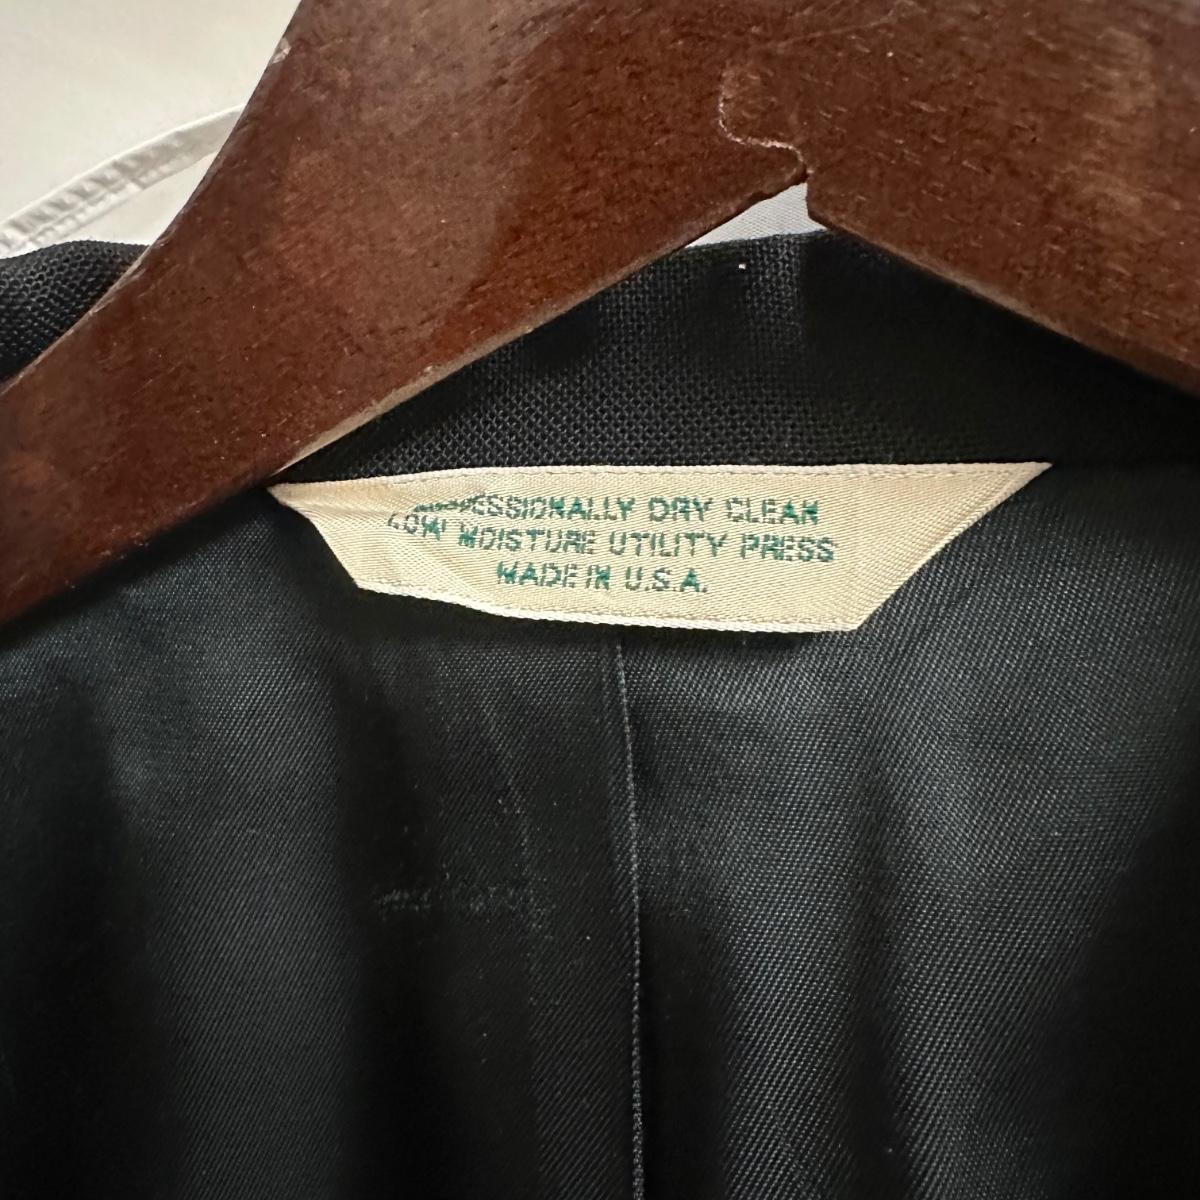 PROFESSIONALLY DRY CLEAN
LOW MOISTURE UTILITY PRESS
MADE IN U.S.A.